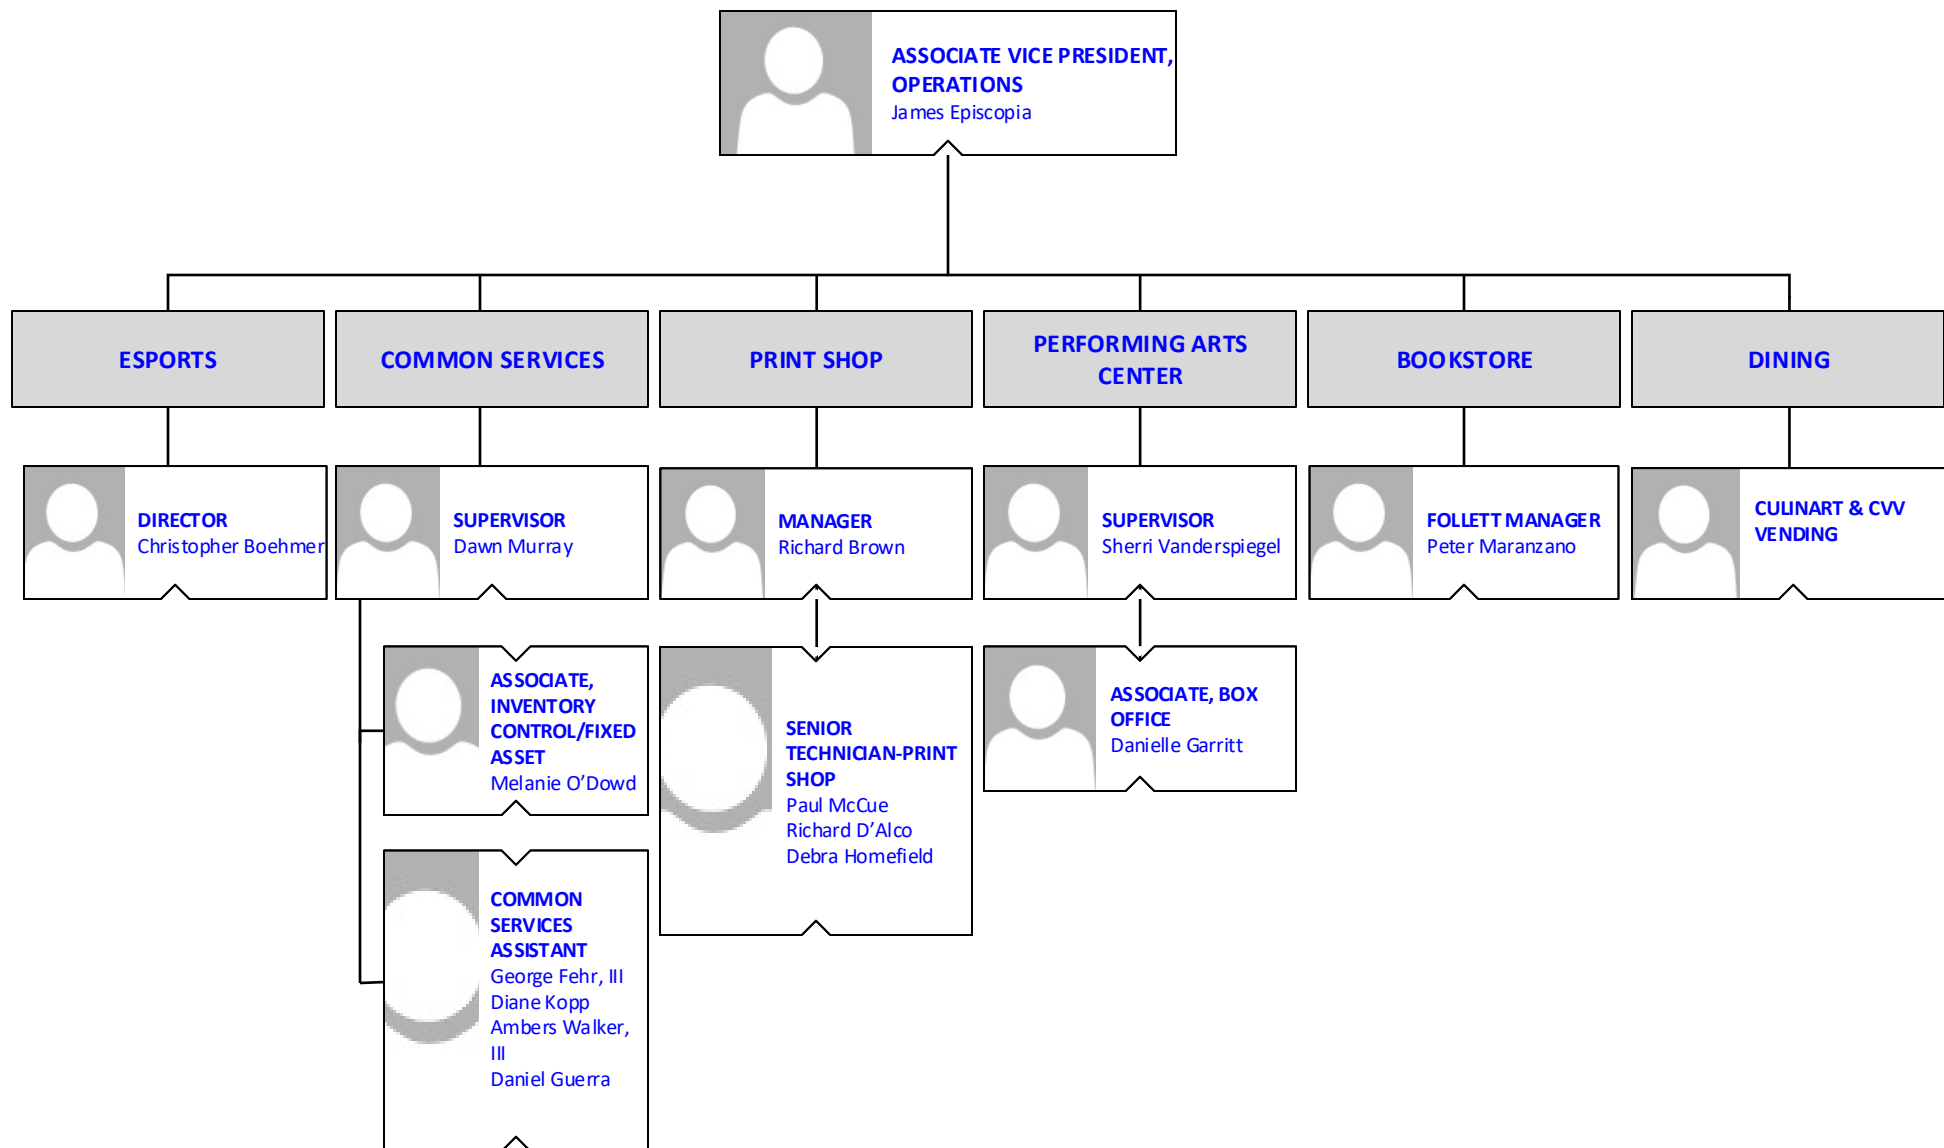 ASSOCIATE VICE PRESIDENT,
OPERATIONS
James Episcopia
ESPORTS
COMMON SERVICES
PRINT SHOP
PERFORMING ARTS
CENTER
BOOKSTORE
DINING
DIRECTOR
Christopher Boehmer
SUPERVISOR
Dawn Murray
MANAGER
Richard Brown
SUPERVISOR
Sherri Vanderspiegel
FOLLETT MANAGER
Peter Maranzano
CULINART & CVV
VENDING
ASSOCIATE,
INVENTORY
CONTROL/FIXED
ASSET
Melanie O’Dowd
SENIOR
TECHNICIAN-PRINT
SHOP
Paul McCue
Richard D’Alco
Debra Homefield
ASSOCIATE, BOX
OFFICE
Danielle Garritt
COMMON
SERVICES
ASSISTANT
George Fehr, III
Diane Kopp
Ambers Walker,
III
Daniel Guerra